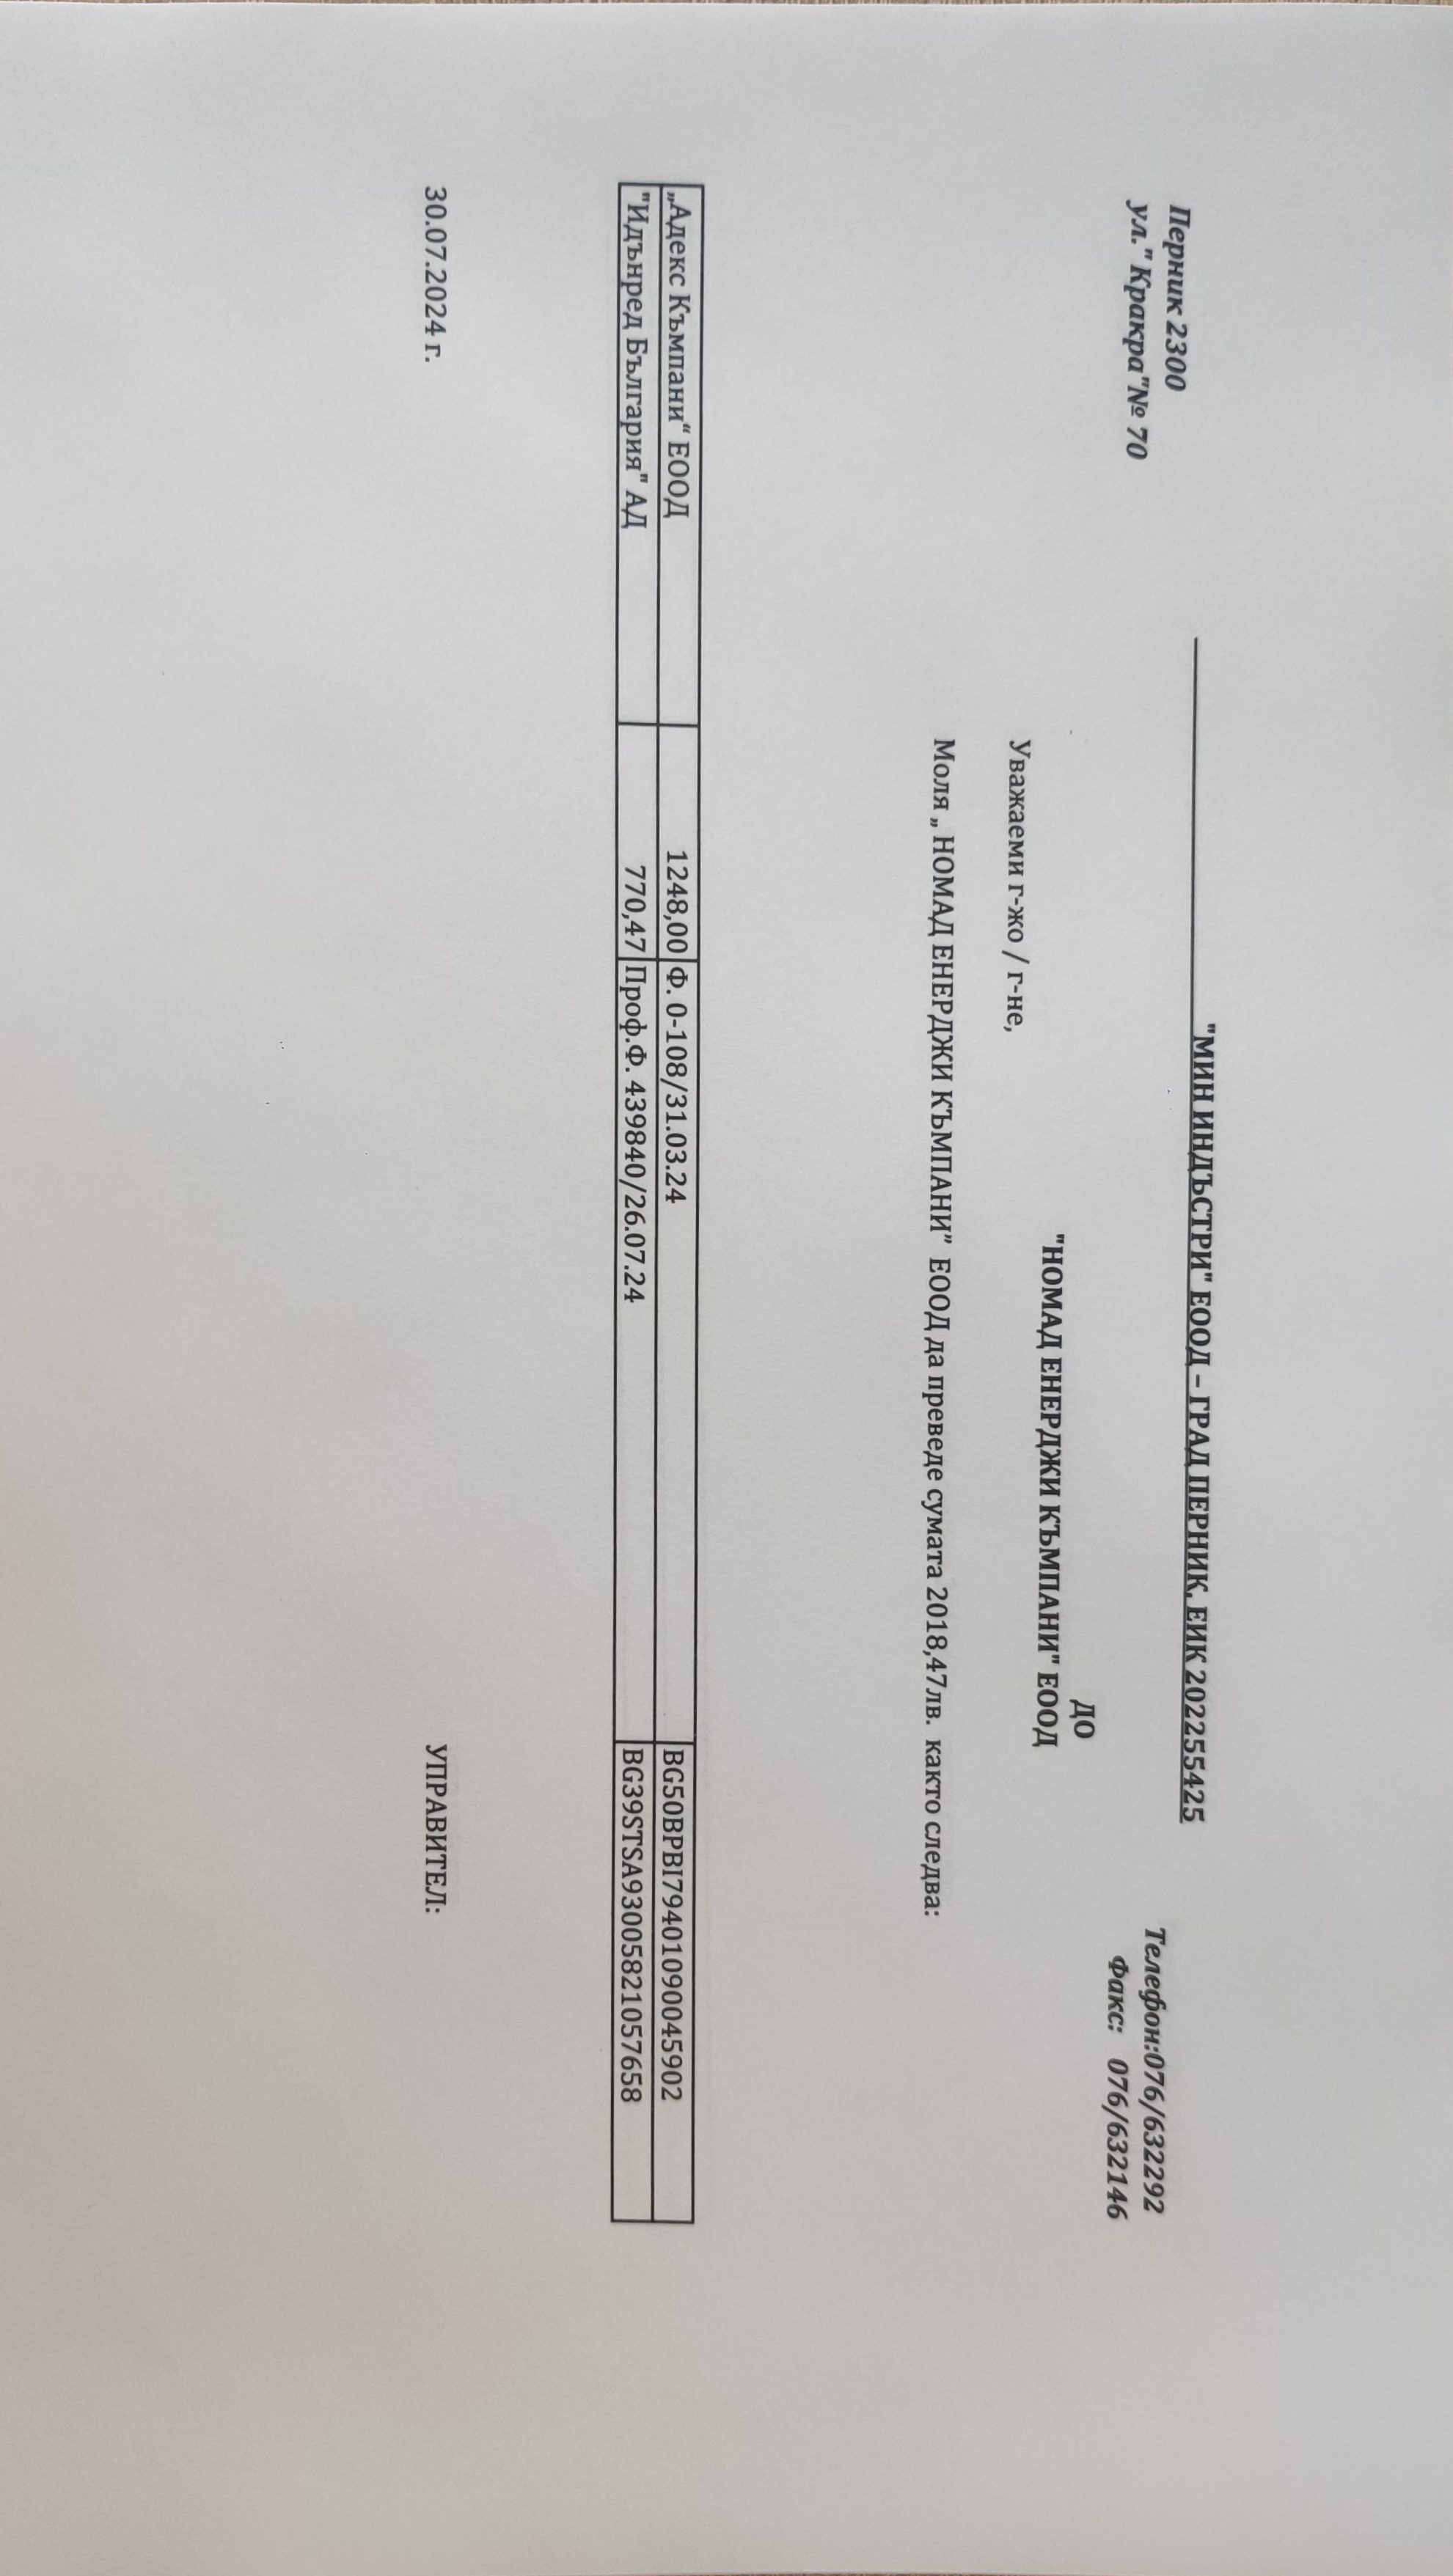 "МИН ИНДЪСТРИ" ЕООД – ГРАД ПЕРНИК, ЕИК 202255425
Перник 2300
Телефон:076/632292
ул." Кракра"№ 70
Факс: 076/632146
ДО
"НОМАД ЕНЕРДЖИ КЪМПАНИ" ЕООД
Уважаеми г-жо / г-не,
Моля „ НОМАД ЕНЕРДЖИ КЪМПАНИ” ЕООД да преведе сумата 2018,47лв. както следва:
„Адекс Къмпани“ ЕООД 1248,00 Ф. 0-108/31.03.24 BG50BPBI79401090045902
"Идънред България" АД 770,47 Проф.Ф. 439840/26.07.24 BG39STSA93005821057658
30.07.2024 г. УПРАВИТЕЛ: